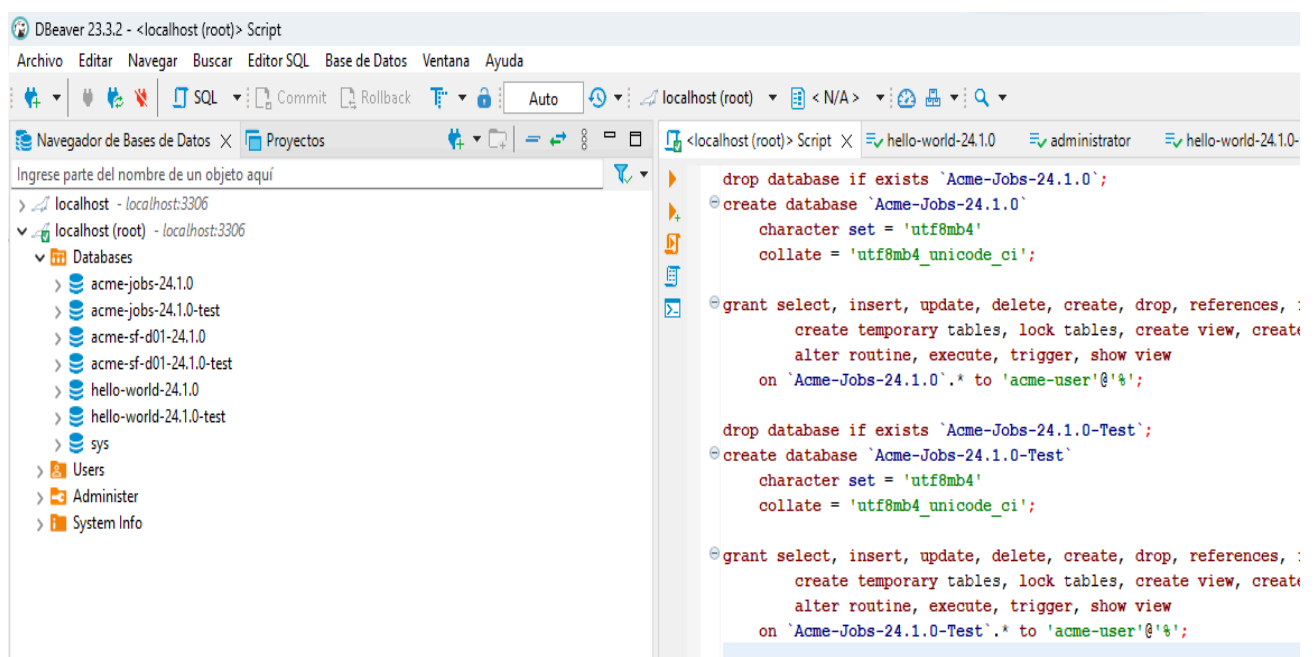 DBeaver 23.3.2 - <localhost (root)> Script
Archivo Editar Navegar Buscar Editor SQL Base de Datos Ventana Ayuda
SQL Commit Rollback Auto localhost (root) < N/A >
Navegador de Bases de Datos Proyectos
<localhost (root)> Script hello-world-24.1.0 administrator hello-world-24.1.0-
Ingrese parte del nombre de un objeto aquí
localhost - localhost:3306
localhost (root) - localhost:3306
Databases
acme-jobs-24.1.0
acme-jobs-24.1.0-test
acme-sf-d01-24.1.0
acme-sf-d01-24.1.0-test
hello-world-24.1.0
hello-world-24.1.0-test
sys
Users
Administer
System Info
drop database if exists `Acme-Jobs-24.1.0`;
create database `Acme-Jobs-24.1.0`
character set = 'utf8mb4'
collate = 'utf8mb4_unicode_ci';
grant select, insert, update, delete, create, drop, references,
create temporary tables, lock tables, create view, create
alter routine, execute, trigger, show view
on `Acme-Jobs-24.1.0`.* to 'acme-user'@'%';
drop database if exists `Acme-Jobs-24.1.0-Test`;
create database `Acme-Jobs-24.1.0-Test`
character set = 'utf8mb4'
collate = 'utf8mb4_unicode_ci';
grant select, insert, update, delete, create, drop, references,
create temporary tables, lock tables, create view, create
alter routine, execute, trigger, show view
on `Acme-Jobs-24.1.0-Test`.* to 'acme-user'@'%';